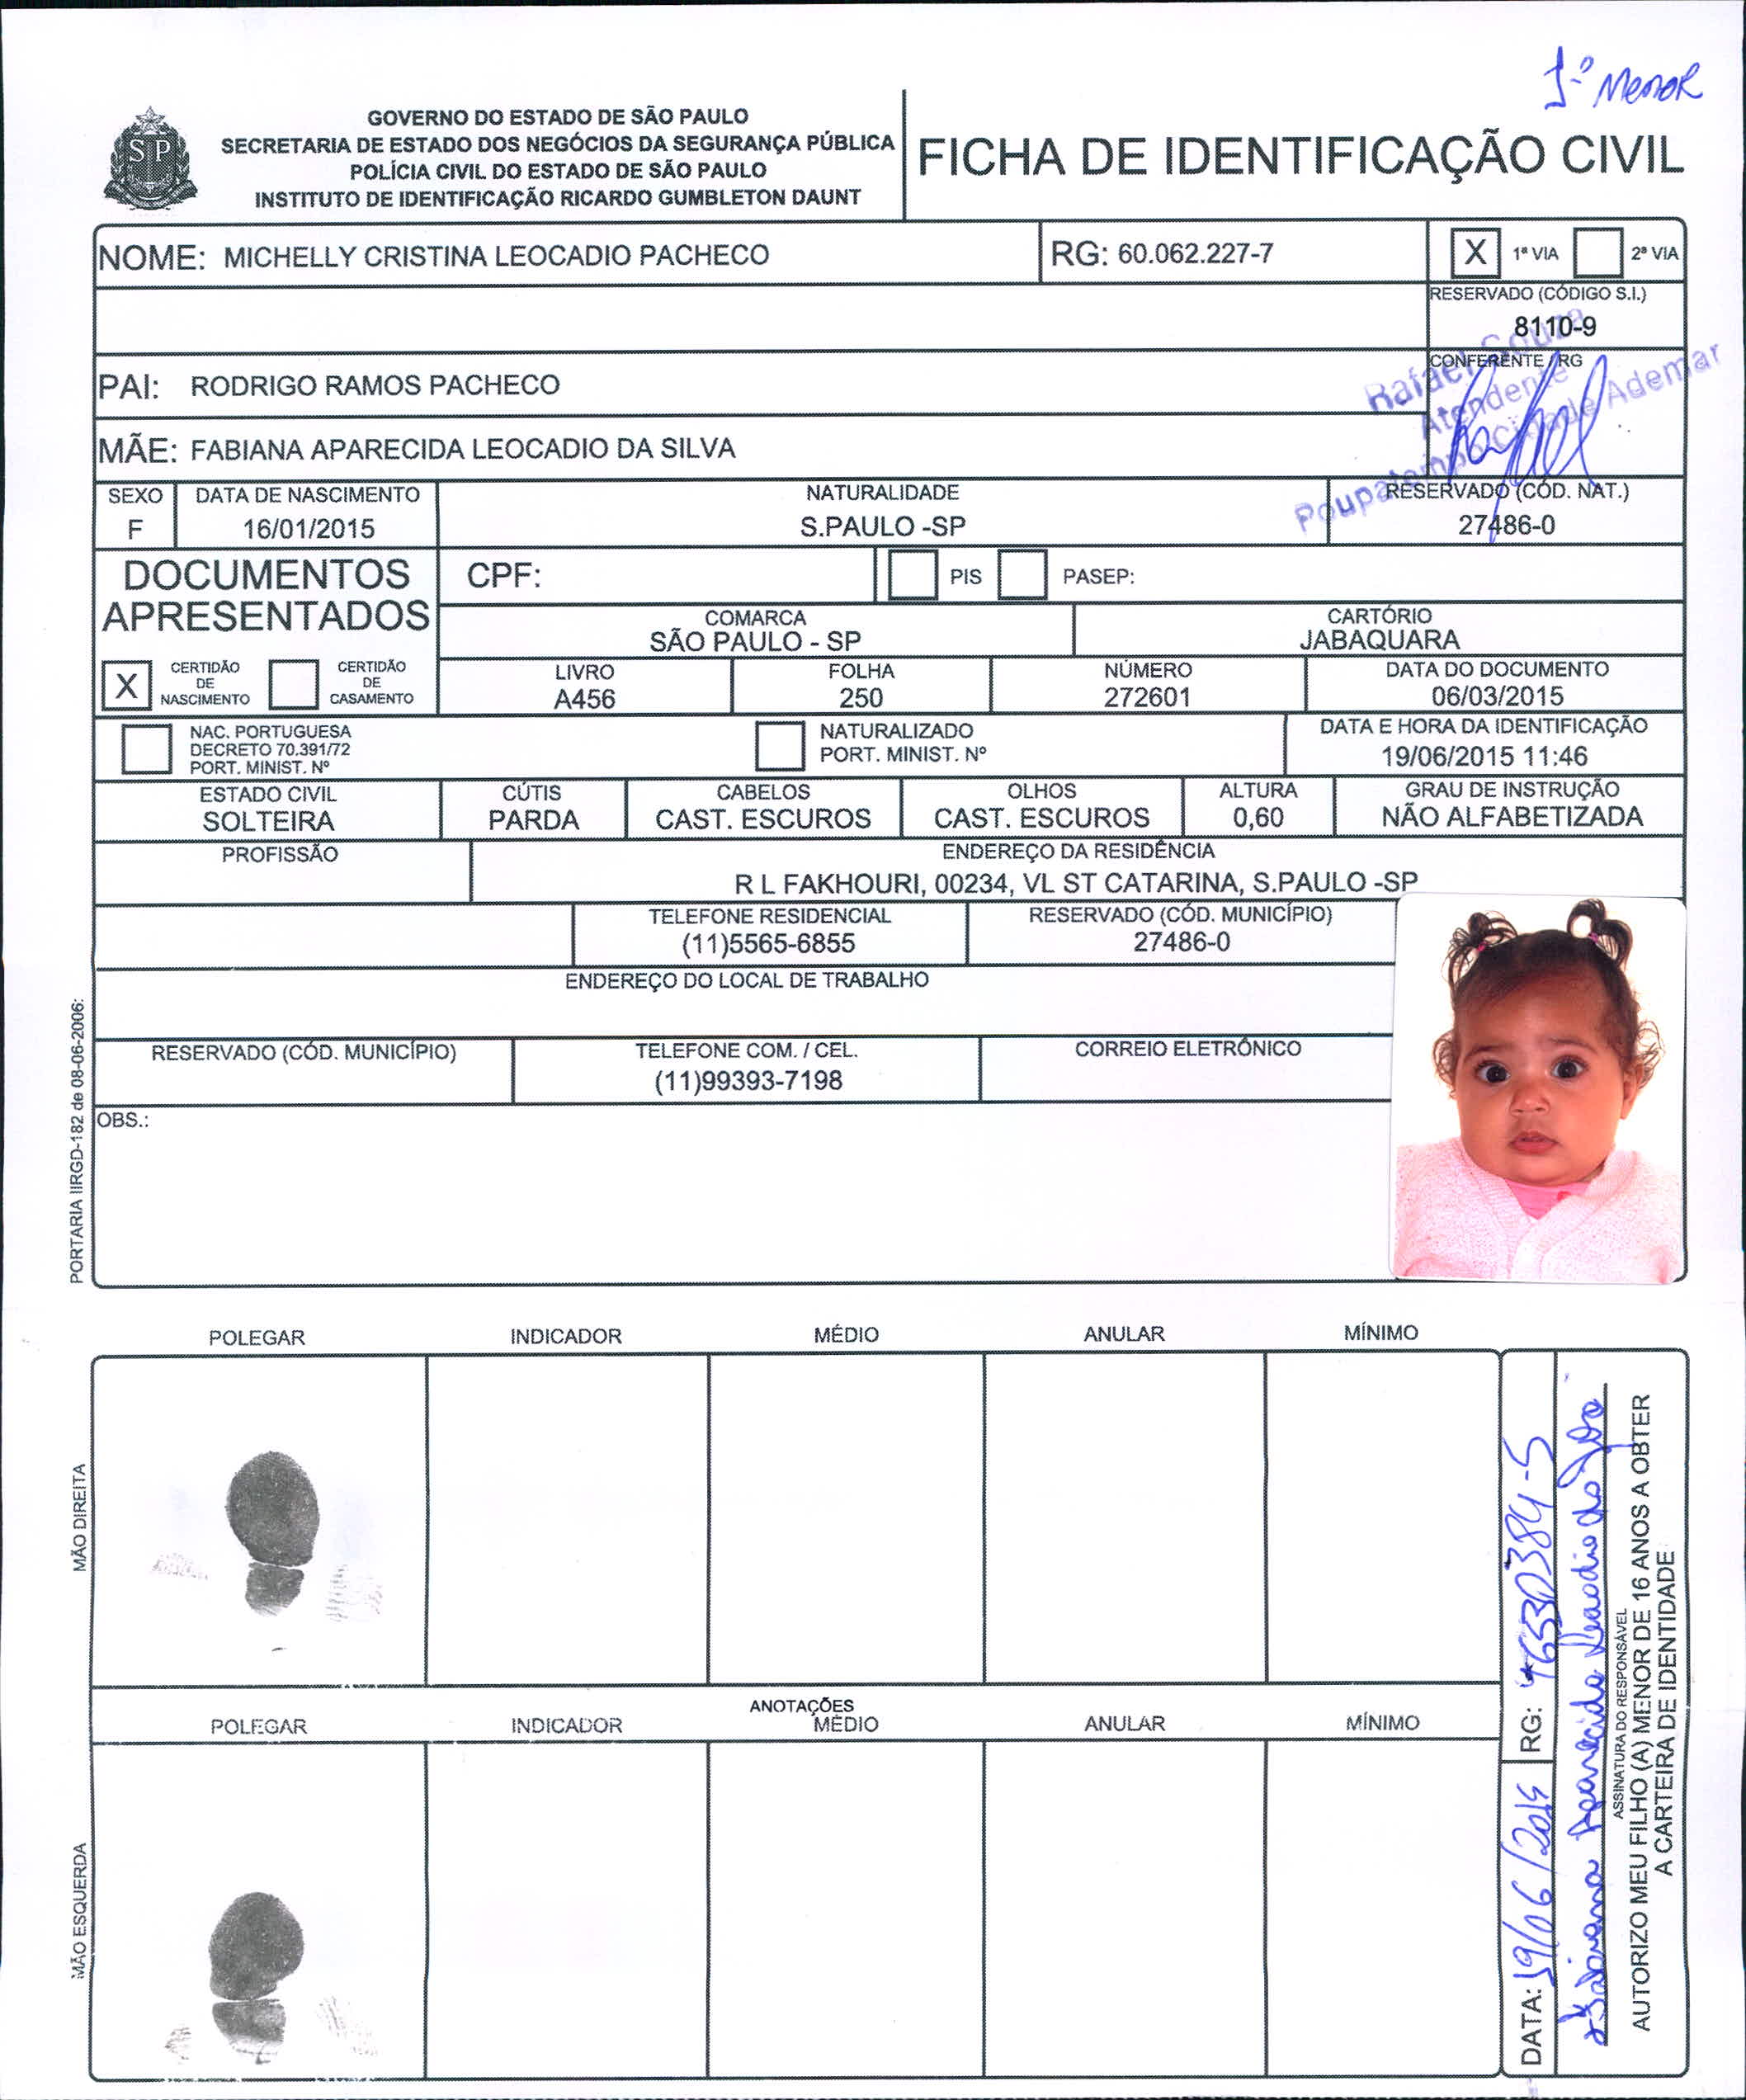 1º Menor
SP
GOVERNO DO ESTADO DE SÃO PAULO
SECRETARIA DE ESTADO DOS NEGÓCIOS DA SEGURANÇA PÚBLICA
POLÍCIA CIVIL DO ESTADO DE SÃO PAULO
INSTITUTO DE IDENTIFICAÇÃO RICARDO GUMBLETON DAUNT
FICHA DE IDENTIFICAÇÃO CIVIL
NOME: MICHELLY CRISTINA LEOCADIO PACHECO RG: 60.062.227-7 X 1ª VIA 2ª VIA
RESERVADO (CÓDIGO S.I.)
8110-9
PAI: RODRIGO RAMOS PACHECO CONFERENTE / RG
Rafael Souza
Atendente
Poupatempo Cidade Ademar
MÃE: FABIANA APARECIDA LEOCADIO DA SILVA
SEXO DATA DE NASCIMENTO NATURALIDADE RESERVADO (CÓD. NAT.)
F 16/01/2015 S.PAULO -SP 27486-0
DOCUMENTOS APRESENTADOS CPF: PIS PASEP:
COMARCA CARTÓRIO
SÃO PAULO - SP JABAQUARA
X CERTIDÃO DE NASCIMENTO CERTIDÃO DE CASAMENTO
LIVRO FOLHA NÚMERO DATA DO DOCUMENTO
A456 250 272601 06/03/2015
NAC. PORTUGUESA NATURALIZADO DATA E HORA DA IDENTIFICAÇÃO
DECRETO 70.391/72 PORT. MINIST. Nº 19/06/2015 11:46
PORT. MINIST. Nº
ESTADO CIVIL CÚTIS CABELOS OLHOS ALTURA GRAU DE INSTRUÇÃO
SOLTEIRA PARDA CAST. ESCUROS CAST. ESCUROS 0,60 NÃO ALFABETIZADA
PROFISSÃO ENDEREÇO DA RESIDÊNCIA
R L FAKHOURI, 00234, VL ST CATARINA, S.PAULO -SP
TELEFONE RESIDENCIAL RESERVADO (CÓD. MUNICÍPIO)
(11)5565-6855 27486-0
ENDEREÇO DO LOCAL DE TRABALHO
RESERVADO (CÓD. MUNICÍPIO) TELEFONE COM. / CEL. CORREIO ELETRÔNICO
(11)99393-7198
OBS.:
PORTARIA IIRGD-182 de 08-06-2006:
POLEGAR INDICADOR MÉDIO ANULAR MÍNIMO
MÃO DIREITA
ANOTAÇÕES
POLEGAR INDICADOR MÉDIO ANULAR MÍNIMO
MÃO ESQUERDA
DATA: 19/06/2015 RG: 4630384-5
Fabiana Aparecida Leocadio da Silva
ASSINATURA DO RESPONSÁVEL
AUTORIZO MEU FILHO (A) MENOR DE 16 ANOS A OBTER
A CARTEIRA DE IDENTIDADE